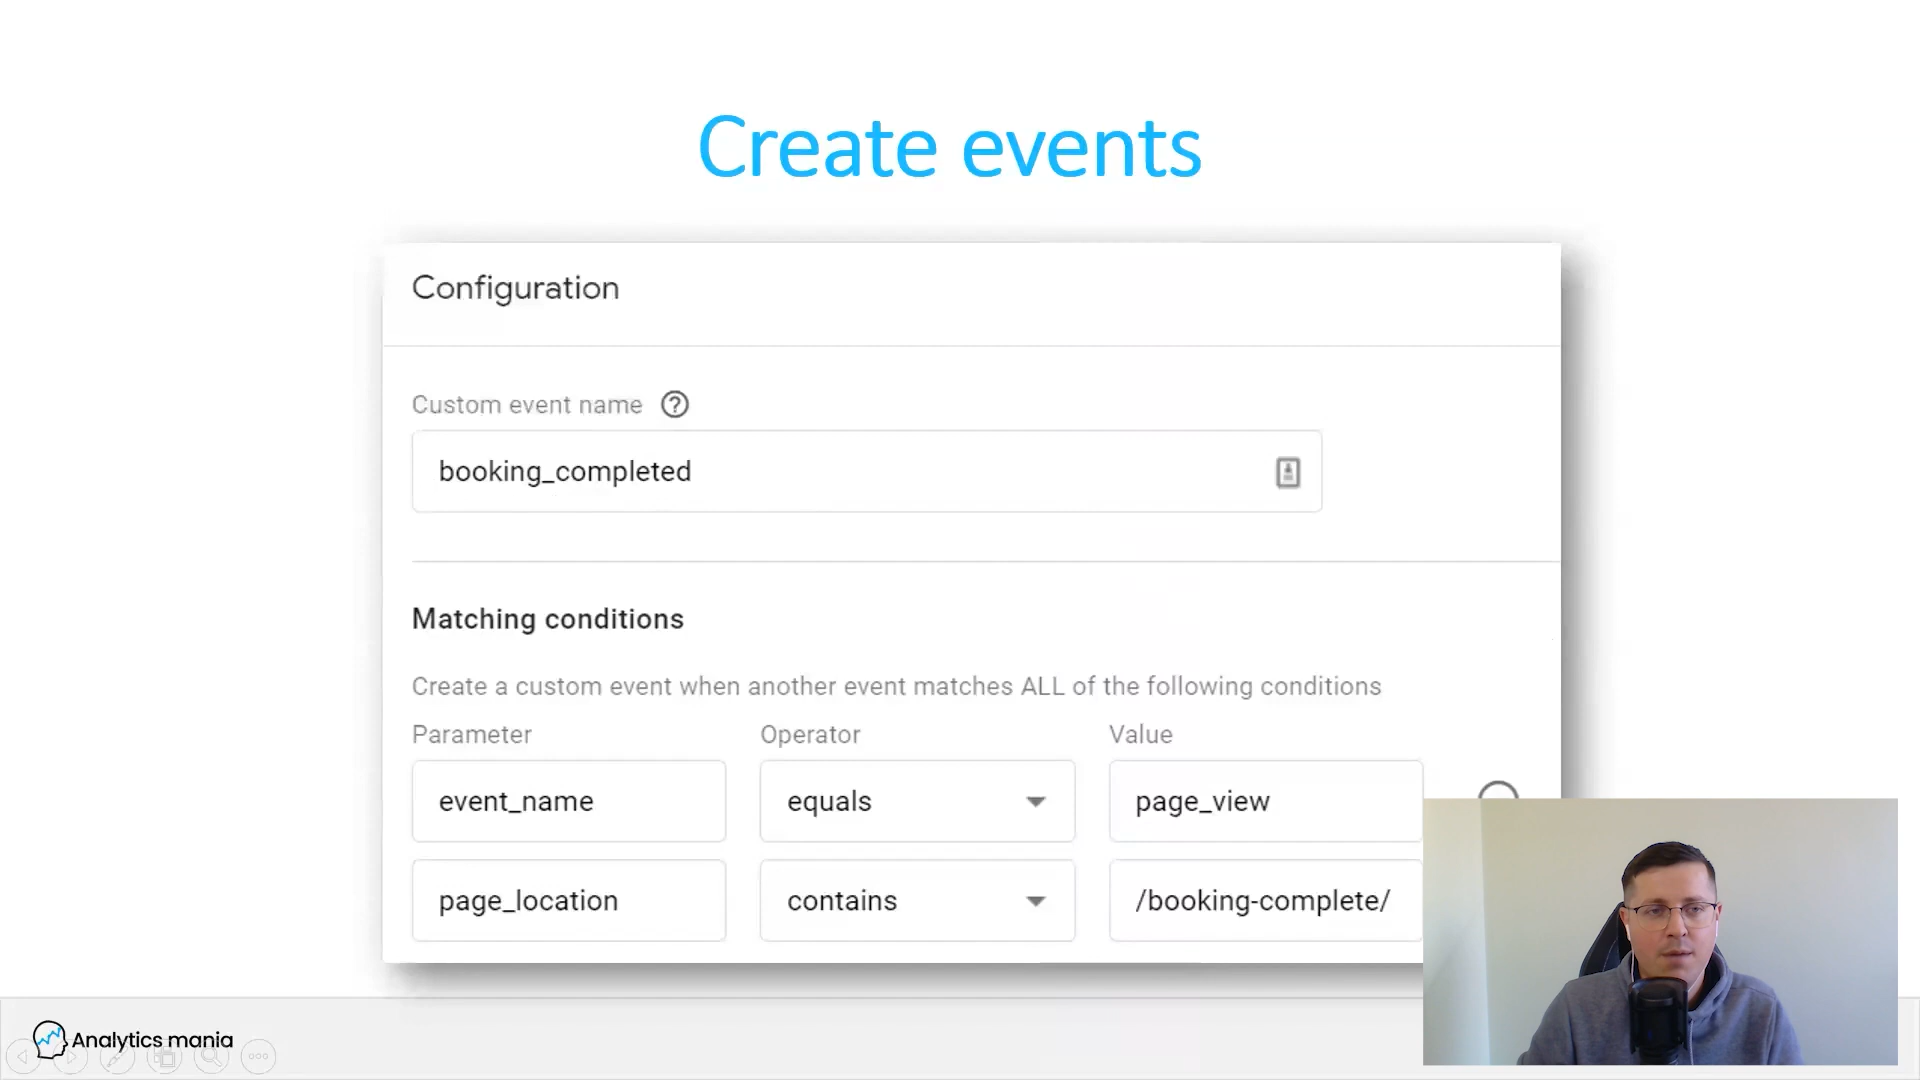 Create events
Configuration
Custom event name ?
booking_completed
Matching conditions
Create a custom event when another event matches ALL of the following conditions
Parameter Operator Value
event_name equals page_view
page_location contains /booking-complete/
Analytics mania